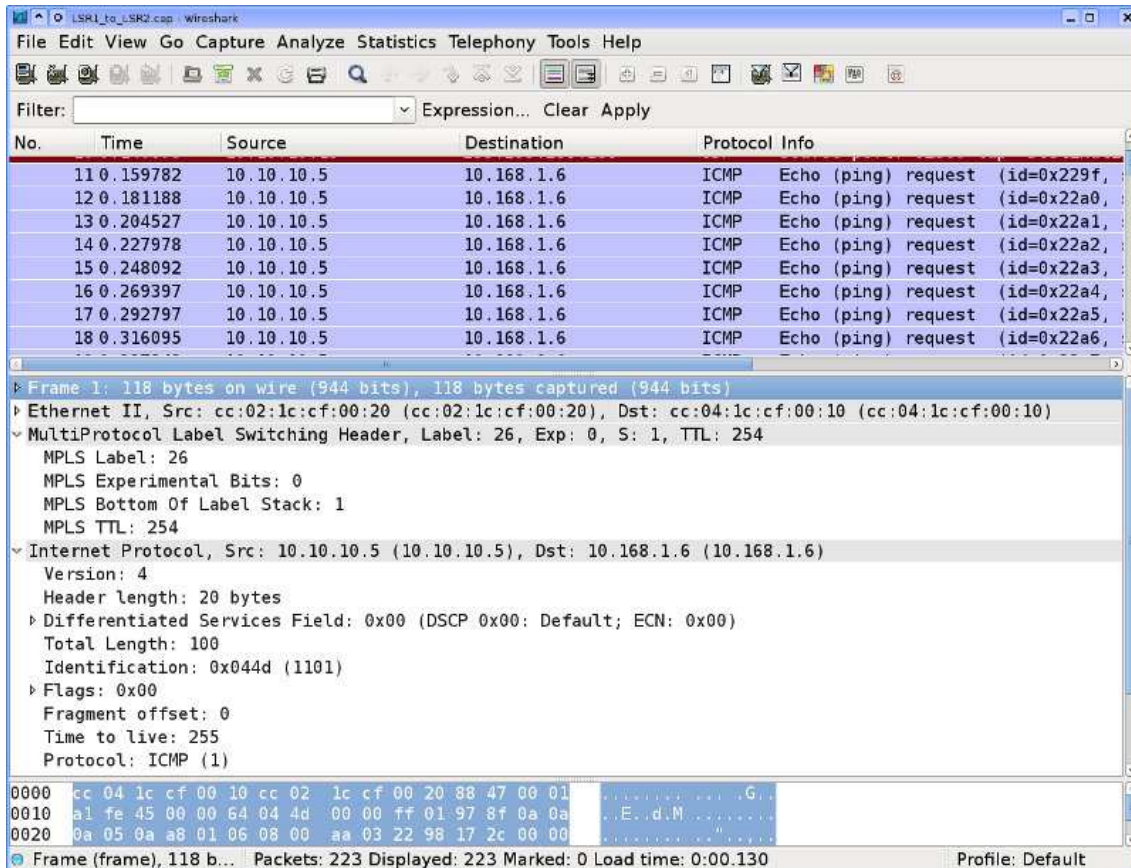 LSR1_to_LSR2.cap - wireshark
File Edit View Go Capture Analyze Statistics Telephony Tools Help
Filter: Expression... Clear Apply
No. Time Source Destination Protocol Info
11 0.159782 10.10.10.5 10.168.1.6 ICMP Echo (ping) request (id=0x229f,
12 0.181188 10.10.10.5 10.168.1.6 ICMP Echo (ping) request (id=0x22a0,
13 0.204527 10.10.10.5 10.168.1.6 ICMP Echo (ping) request (id=0x22a1,
14 0.227978 10.10.10.5 10.168.1.6 ICMP Echo (ping) request (id=0x22a2,
15 0.248092 10.10.10.5 10.168.1.6 ICMP Echo (ping) request (id=0x22a3,
16 0.269397 10.10.10.5 10.168.1.6 ICMP Echo (ping) request (id=0x22a4,
17 0.292797 10.10.10.5 10.168.1.6 ICMP Echo (ping) request (id=0x22a5,
18 0.316095 10.10.10.5 10.168.1.6 ICMP Echo (ping) request (id=0x22a6,
Frame 1: 118 bytes on wire (944 bits), 118 bytes captured (944 bits)
Ethernet II, Src: cc:02:1c:cf:00:20 (cc:02:1c:cf:00:20), Dst: cc:04:1c:cf:00:10 (cc:04:1c:cf:00:10)
MultiProtocol Label Switching Header, Label: 26, Exp: 0, S: 1, TTL: 254
MPLS Label: 26
MPLS Experimental Bits: 0
MPLS Bottom Of Label Stack: 1
MPLS TTL: 254
Internet Protocol, Src: 10.10.10.5 (10.10.10.5), Dst: 10.168.1.6 (10.168.1.6)
Version: 4
Header length: 20 bytes
Differentiated Services Field: 0x00 (DSCP 0x00: Default; ECN: 0x00)
Total Length: 100
Identification: 0x044d (1101)
Flags: 0x00
Fragment offset: 0
Time to live: 255
Protocol: ICMP (1)
0000 cc 04 1c cf 00 10 cc 02 1c cf 00 20 88 47 00 01 ........ ... .G..
0010 a1 fe 45 00 00 64 04 4d 00 00 ff 01 97 8f 0a 0a ..E..d.M ........
0020 0a 05 0a a8 01 06 08 00 aa 03 22 98 17 2c 00 00 ........ ..".,..
Frame (frame), 118 b... Packets: 223 Displayed: 223 Marked: 0 Load time: 0:00.130 Profile: Default